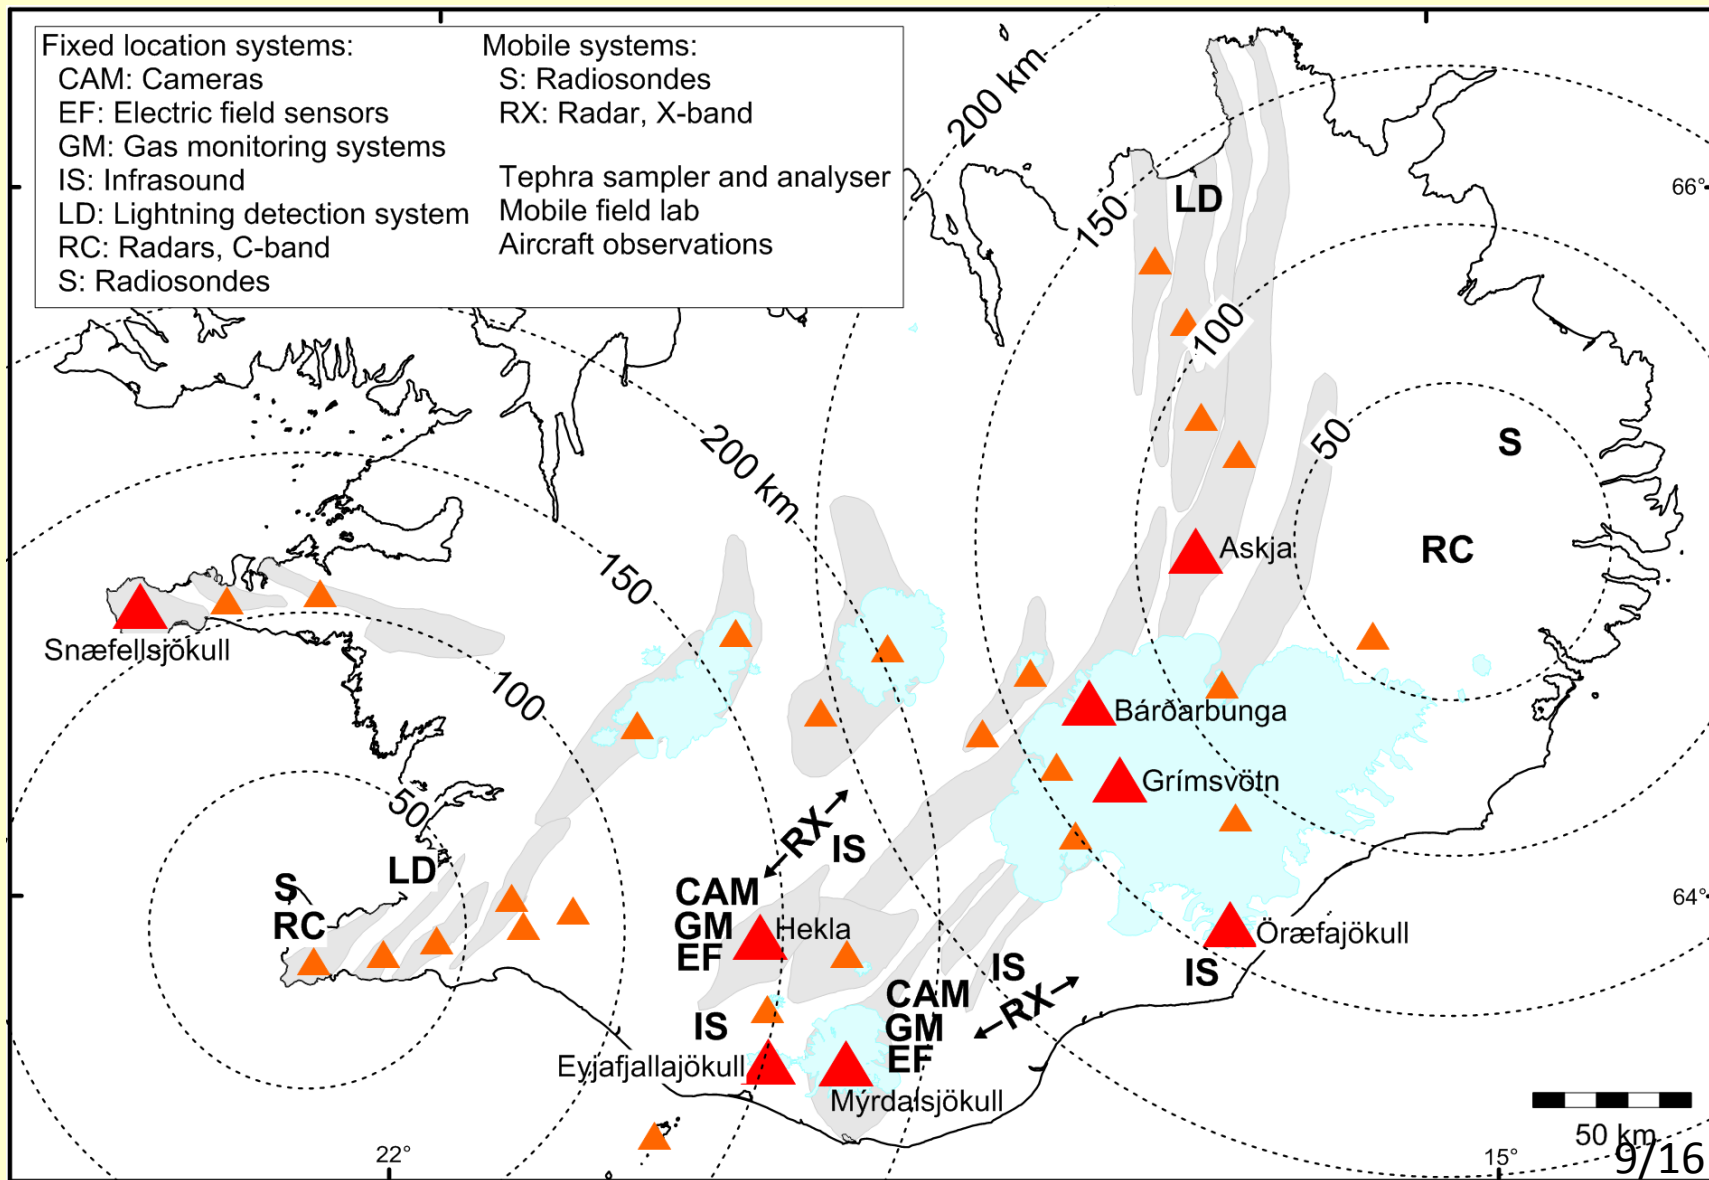 Fixed location systems:
CAM: Cameras
EF: Electric field sensors
GM: Gas monitoring systems
IS: Infrasound
LD: Lightning detection system
RC: Radars, C-band
S: Radiosondes
Mobile systems:
S: Radiosondes
RX: Radar, X-band
Tephra sampler and analyser
Mobile field lab
Aircraft observations
200 km
150
100
50
LD
66°
S
RC
Askja
200 km
150
100
50
Snæfellsjökull
Bárðarbunga
Grímsvötn
←RX→
IS
LD
S
RC
CAM
GM
EF
Hekla
64°
Öræfajökull
IS
IS
←RX→
CAM
GM
EF
IS
Eyjafjallajökull
Mýrdalsjökull
50 km
22°
15°
9/16